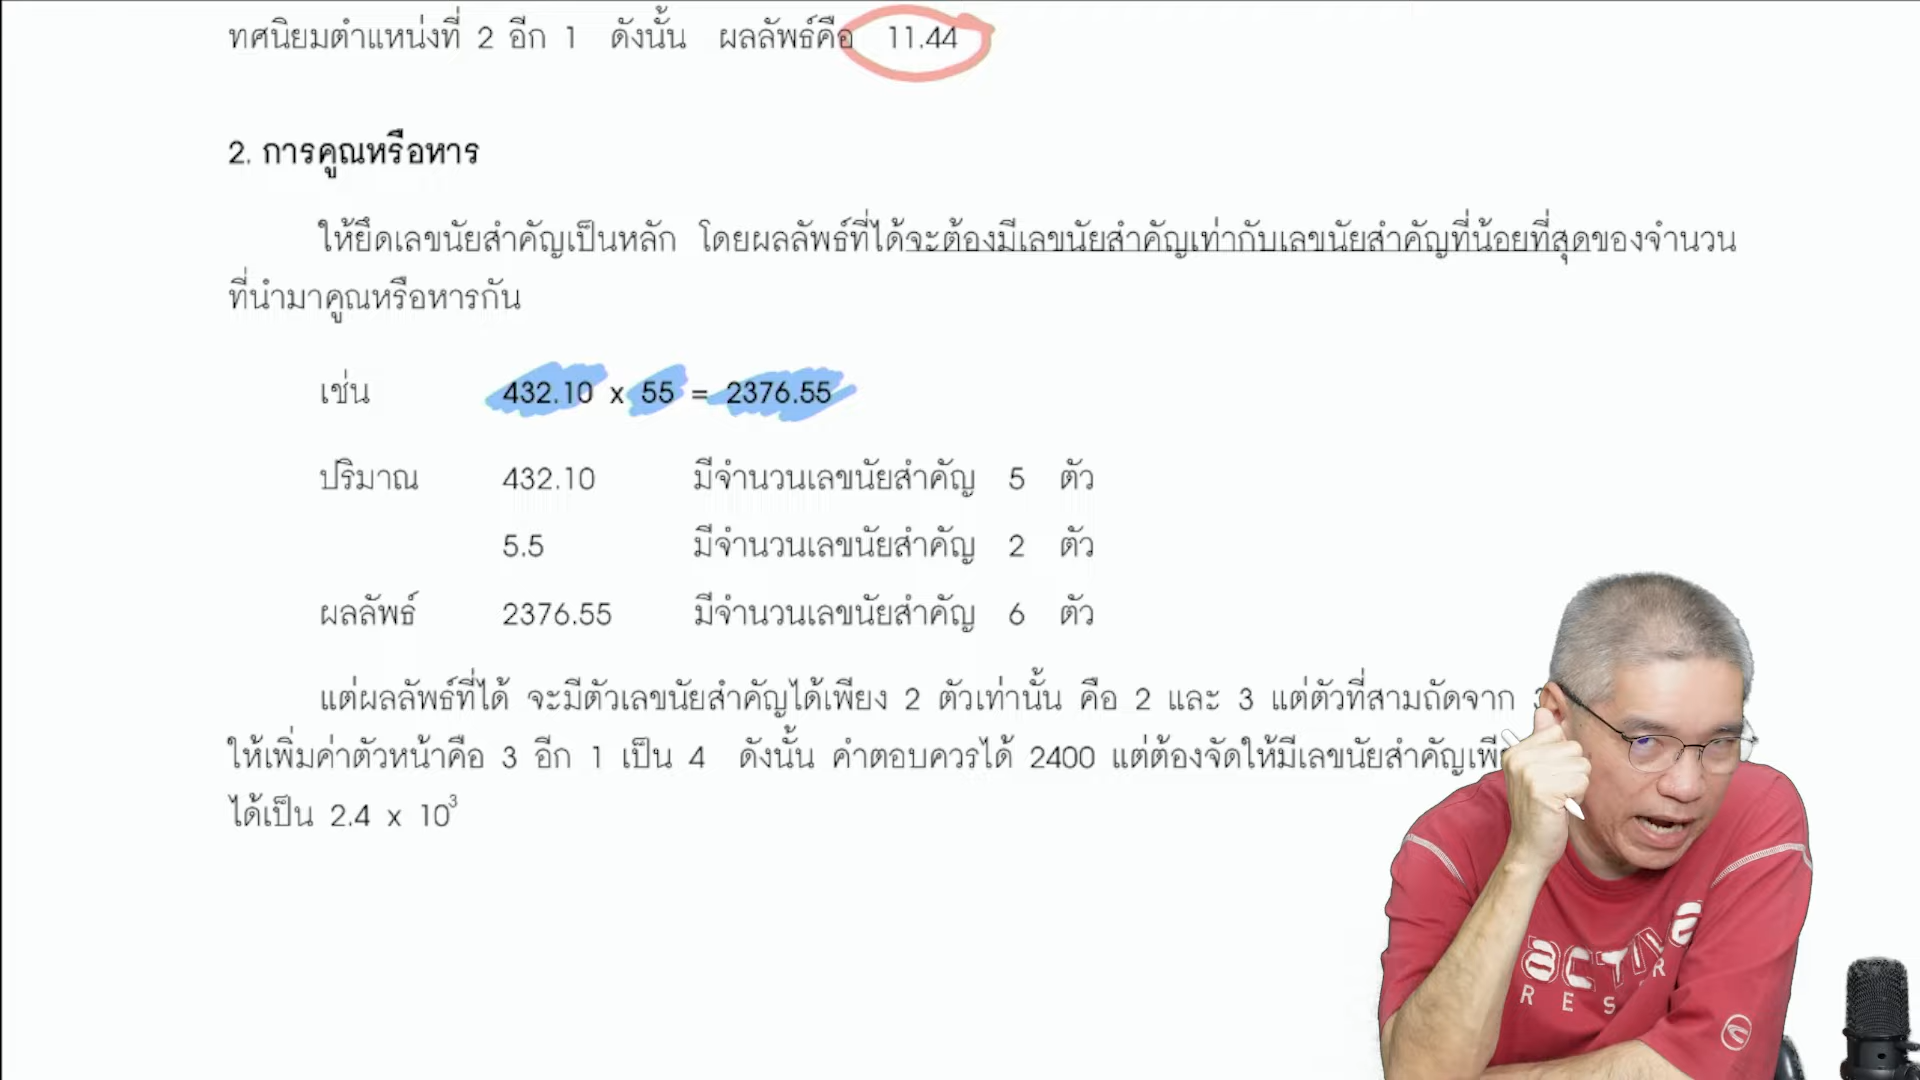 ทศนิยมตำแหน่งที่ 2 อีก 1 ดังนั้น ผลลัพธ์คือ 11.44
2. การคูณหรือหาร
ให้ยึดเลขนัยสำคัญเป็นหลัก โดยผลลัพธ์ที่ได้จะต้องมีเลขนัยสำคัญเท่ากับเลขนัยสำคัญที่น้อยที่สุดของจำนวน
ที่นำมาคูณหรือหารกัน
เช่น 432.10 x 55 = 2376.55
ปริมาณ 432.10 มีจำนวนเลขนัยสำคัญ 5 ตัว
5.5 มีจำนวนเลขนัยสำคัญ 2 ตัว
ผลลัพธ์ 2376.55 มีจำนวนเลขนัยสำคัญ 6 ตัว
แต่ผลลัพธ์ที่ได้ จะมีตัวเลขนัยสำคัญได้เพียง 2 ตัวเท่านั้น คือ 2 และ 3 แต่ตัวที่สามถัดจาก
ให้เพิ่มค่าตัวหน้าคือ 3 อีก 1 เป็น 4 ดังนั้น คำตอบควรได้ 2400 แต่ต้องจัดให้มีเลขนัยสำคัญ
ได้เป็น 2.4 x 10³